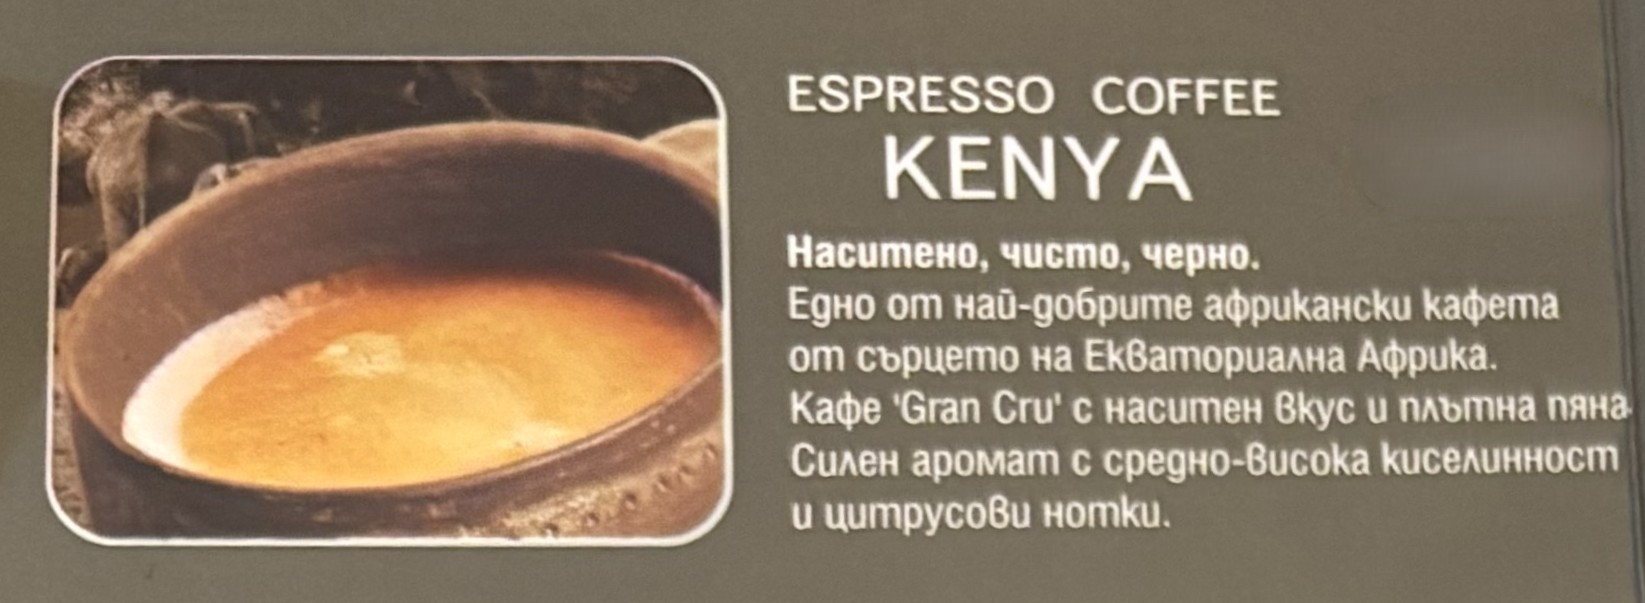 ESPRESSO COFFEE
KENYA
Наситено, чисто, черно.
Едно от най-добрите африкански кафета
от сърцето на Екваториална Африка.
Кафе 'Gran Cru' с наситен вкус и плътна пяна.
Силен аромат с средно-висока киселинност
и цитрусови нотки.